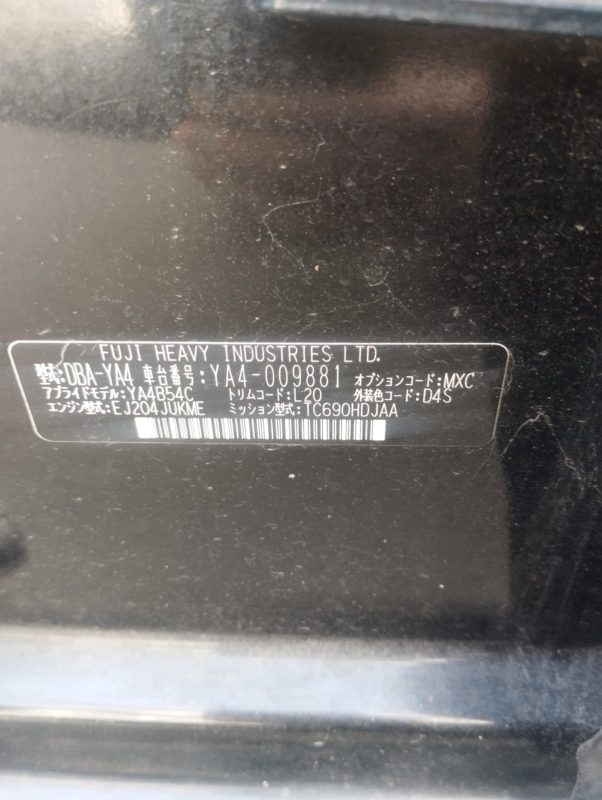 FUJI HEAVY INDUSTRIES LTD.
型式:DBA-YA4 車台番号:YA4-009881 オプションコード:MXC
アプライドモデル:YA4B54C トリムコード:L20 外装色コード:D4S
エンジン型式:EJ204JUKME ミッション型式:TC690HDJAA